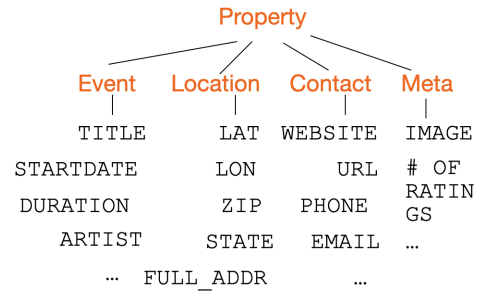 Property
Event Location Contact Meta
TITLE LAT WEBSITE IMAGE
STARTDATE LON URL # OF
RATIN
DURATION ZIP PHONE GS
ARTIST STATE EMAIL …
… FULL_ADDR …